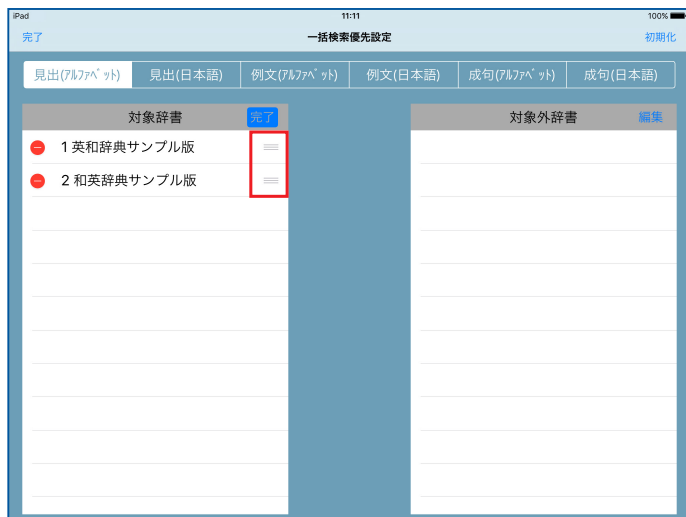 iPad 11:11 100%
完了 一括検索優先設定 初期化
見出(ｱﾙﾌｧﾍﾞｯﾄ) 見出(日本語) 例文(ｱﾙﾌｧﾍﾞｯﾄ) 例文(日本語) 成句(ｱﾙﾌｧﾍﾞｯﾄ) 成句(日本語)
対象辞書 完了 対象外辞書 編集
1 英和辞典サンプル版
2 和英辞典サンプル版